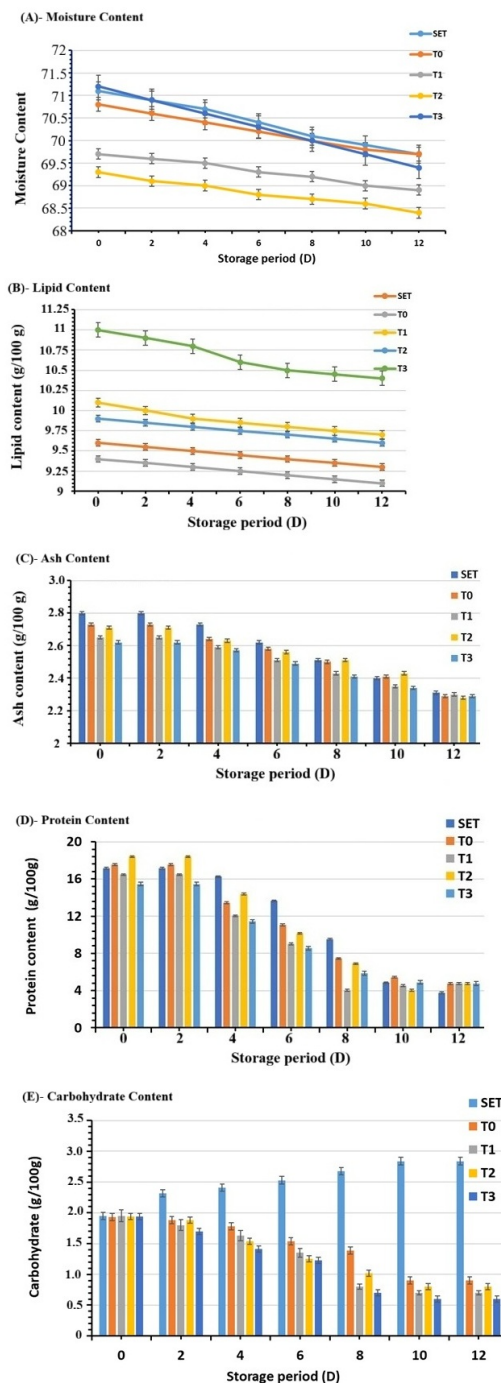 (A)- Moisture Content
SET
T0
T1
T2
T3
Moisture Content
72
71.5
71
70.5
70
69.5
69
68.5
68
0 2 4 6 8 10 12
Storage period (D)
(B)- Lipid Content
SET
T0
T1
T2
T3
Lipid content (g/100 g)
11.25
11
10.75
10.5
10.25
10
9.75
9.5
9.25
9
0 2 4 6 8 10 12
Storage period (D)
(C)- Ash Content
SET
T0
T1
T2
T3
Ash content (g/100 g)
3.0
2.8
2.6
2.4
2.2
2
0 2 4 6 8 10 12
Storage period (D)
(D)- Protein Content
SET
T0
T1
T2
T3
Protein content (g/100g)
20
16
12
8
4
0
0 2 4 6 8 10 12
Storage period (D)
(E)- Carbohydrate Content
SET
T0
T1
T2
T3
Carbohydrate (g/100g)
3.5
3.0
2.5
2.0
1.5
1.0
0.5
0
0 2 4 6 8 10 12
Storage period (D)